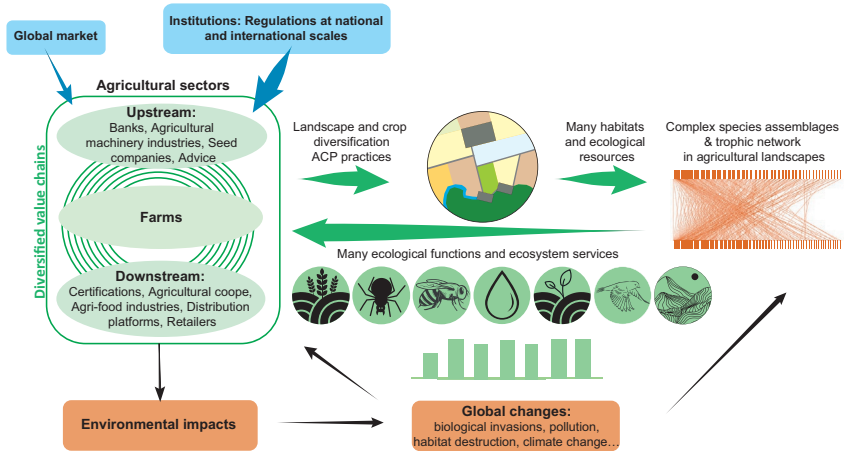 Global market
Institutions: Regulations at national
and international scales
Agricultural sectors
Diversified value chains
Upstream:
Banks, Agricultural
machinery industries, Seed
companies, Advice
Farms
Downstream:
Certifications, Agricultural coope,
Agri-food industries, Distribution
platforms, Retailers
Landscape and crop
diversification
ACP practices
Many habitats
and ecological
resources
Complex species assemblages
& trophic network
in agricultural landscapes
Many ecological functions and ecosystem services
Environmental impacts
Global changes:
biological invasions, pollution,
habitat destruction, climate change...